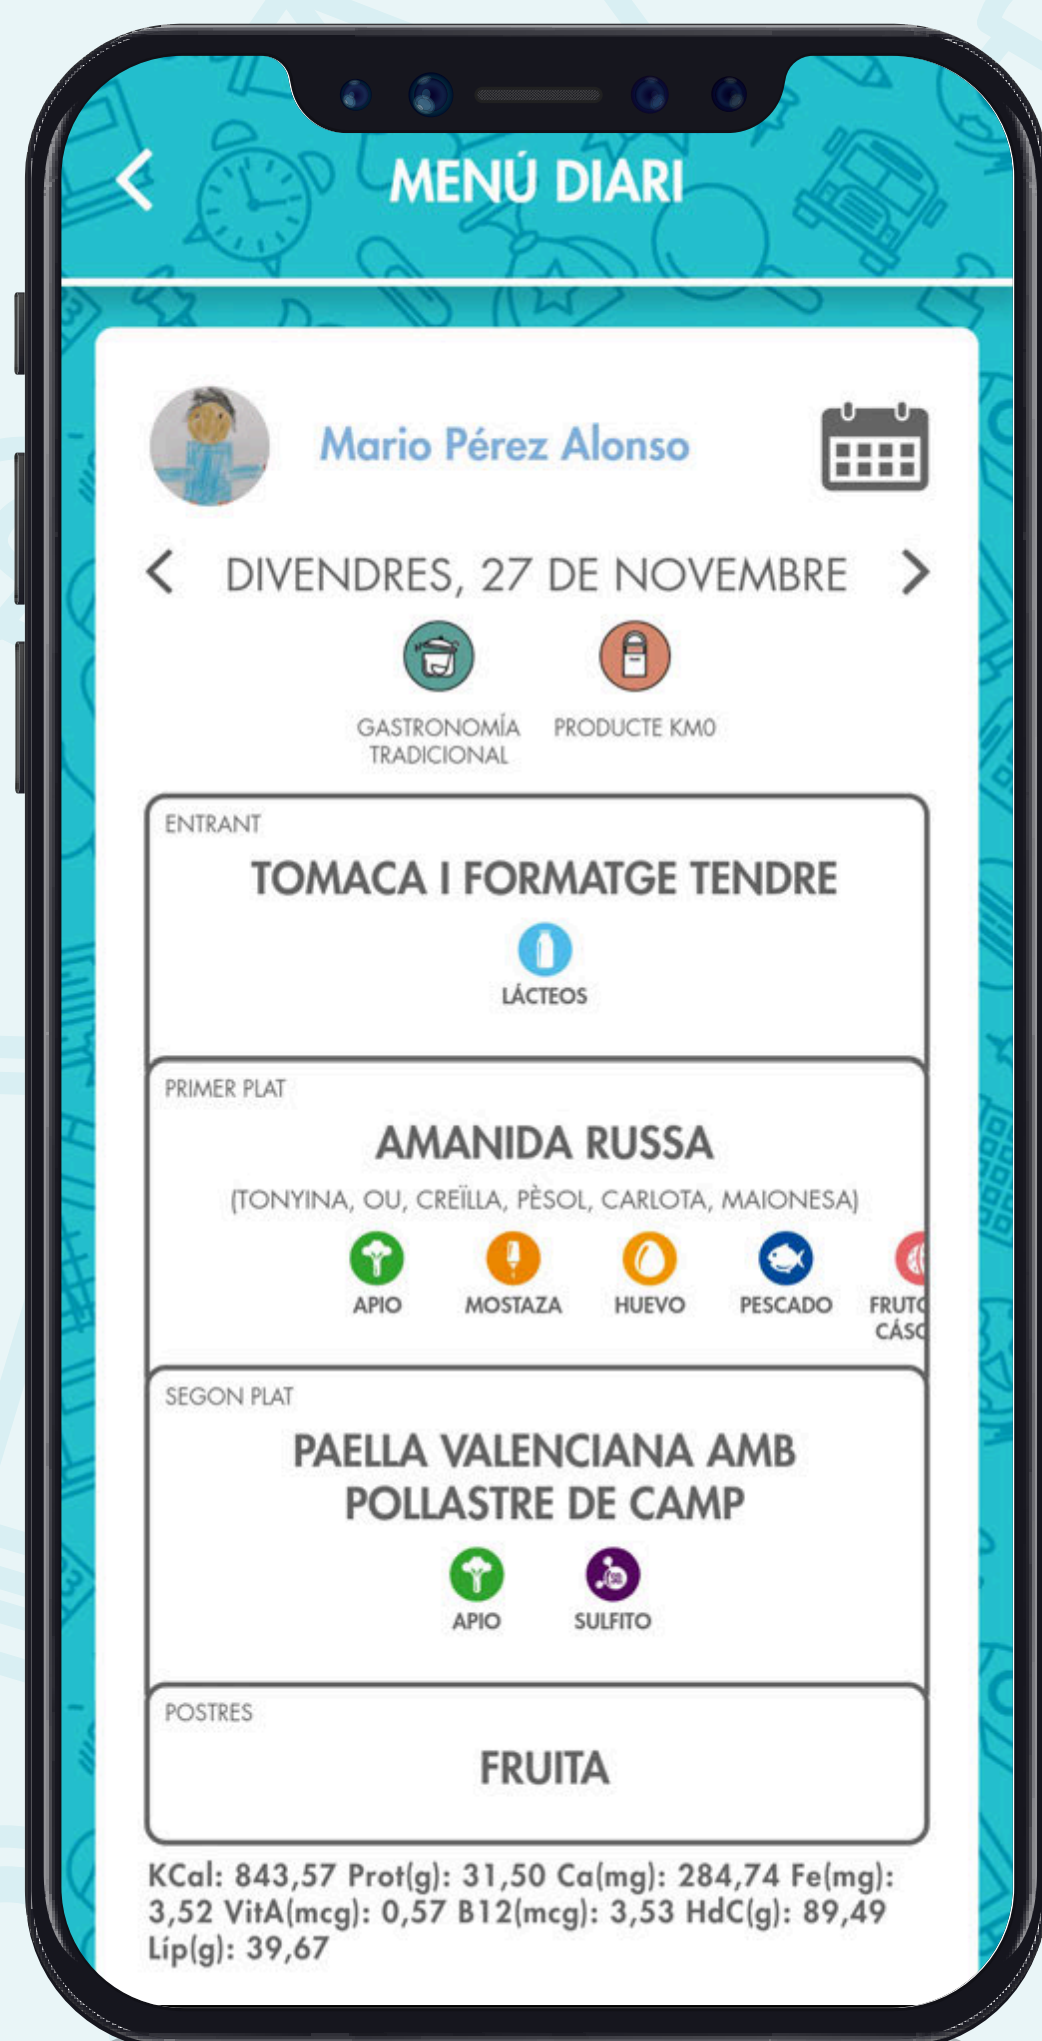 MENÚ DIARI
Mario Pérez Alonso
DIVENDRES, 27 DE NOVEMBRE
GASTRONOMÍA
TRADICIONAL
PRODUCTE KM0
ENTRANT
TOMACA I FORMATGE TENDRE
LÁCTEOS
PRIMER PLAT
AMANIDA RUSSA
(TONYINA, OU, CREÏLLA, PÈSOL, CARLOTA, MAIONESA)
APIO MOSTAZA HUEVO PESCADO
SEGON PLAT
PAELLA VALENCIANA AMB
POLLASTRE DE CAMP
APIO SULFITO
POSTRES
FRUITA
KCal: 843,57 Prot(g): 31,50 Ca(mg): 284,74 Fe(mg):
3,52 VitA(mcg): 0,57 B12(mcg): 3,53 HdC(g): 89,49
Líp(g): 39,67